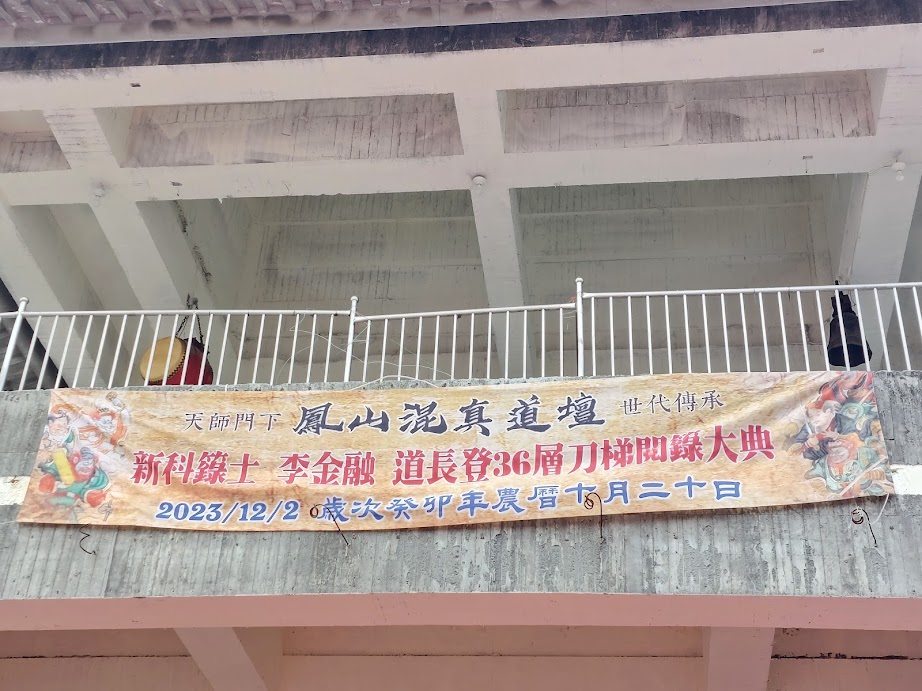 天師門下 鳳山混真道壇 世代傳承
新科籙士 李金融 道長登36層刀梯閱籙大典
2023/12/2 歲次癸卯年農曆十月二十日